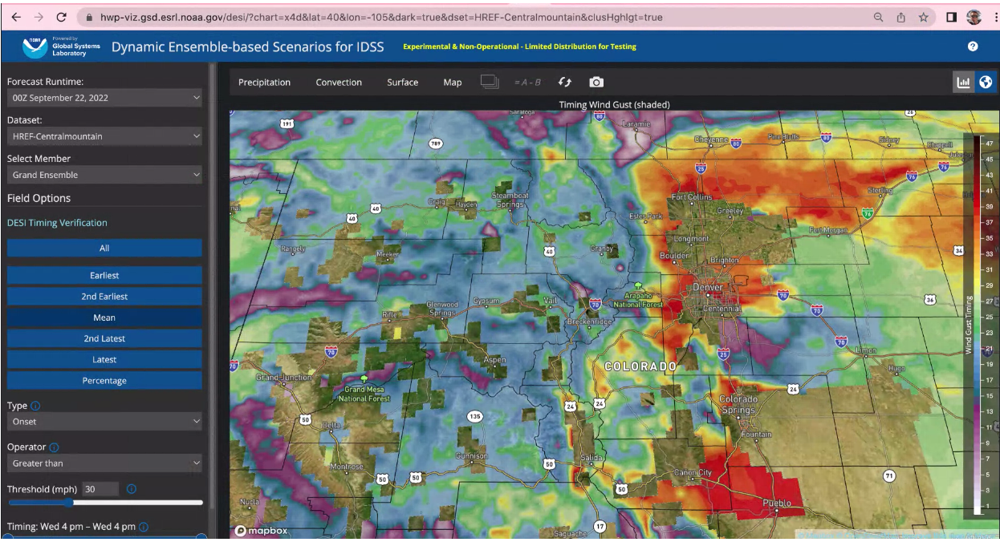 hwp-viz.gsd.esrl.noaa.gov/desi/?chart=x4d&lat=40&lon=-105&dark=true&dset=HREF-Centralmountain&clusHghlgt=true
NOAA
Powered by
Global Systems
Laboratory
Dynamic Ensemble-based Scenarios for IDSS
Experimental & Non-Operational - Limited Distribution for Testing
?
Forecast Runtime:
00Z September 22, 2022
Dataset:
HREF-Centralmountain
Select Member
Grand Ensemble
Field Options
DESI Timing Verification
All
Earliest
2nd Earliest
Mean
2nd Latest
Latest
Percentage
Type
Onset
Operator
Greater than
Threshold (mph) 30
Timing: Wed 4 pm – Wed 4 pm
Precipitation Convection Surface Map = A - B
Timing Wind Gust (shaded)
Saratoga
80
26
191
Laramie
789
Cheyenne
80
Pine Bluffs
80
Sidney
Chappell
25
76
76
Steamboat
Springs
Craig
Hayden
Sterling
Fort Collins
40
40
Estes Park
Greeley
76
Fort Morgan
Rangely
Meeker
40
Granby
Longmont
Boulder
Brighton
34
Denver
Arapaho
National Forest
Centennial
70
70
36
Glenwood
Springs
Gypsum
Vail
70
Breckenridge
Rifle
70
70
70
25
Limon
Aspen
COLORADO
Hugo
Grand Junction
Grand Mesa
National Forest
24
24
24
Colorado
Springs
50
135
Delta
Fountain
Gunnison
Salida
Montrose
50
50
50
50
Canon City
71
Nucla
Pueblo
17
Saguache
mapbox
Wind Gust Timing
47
45
43
41
39
37
35
33
31
29
27
25
23
21
19
17
15
13
11
9
7
5
3
1